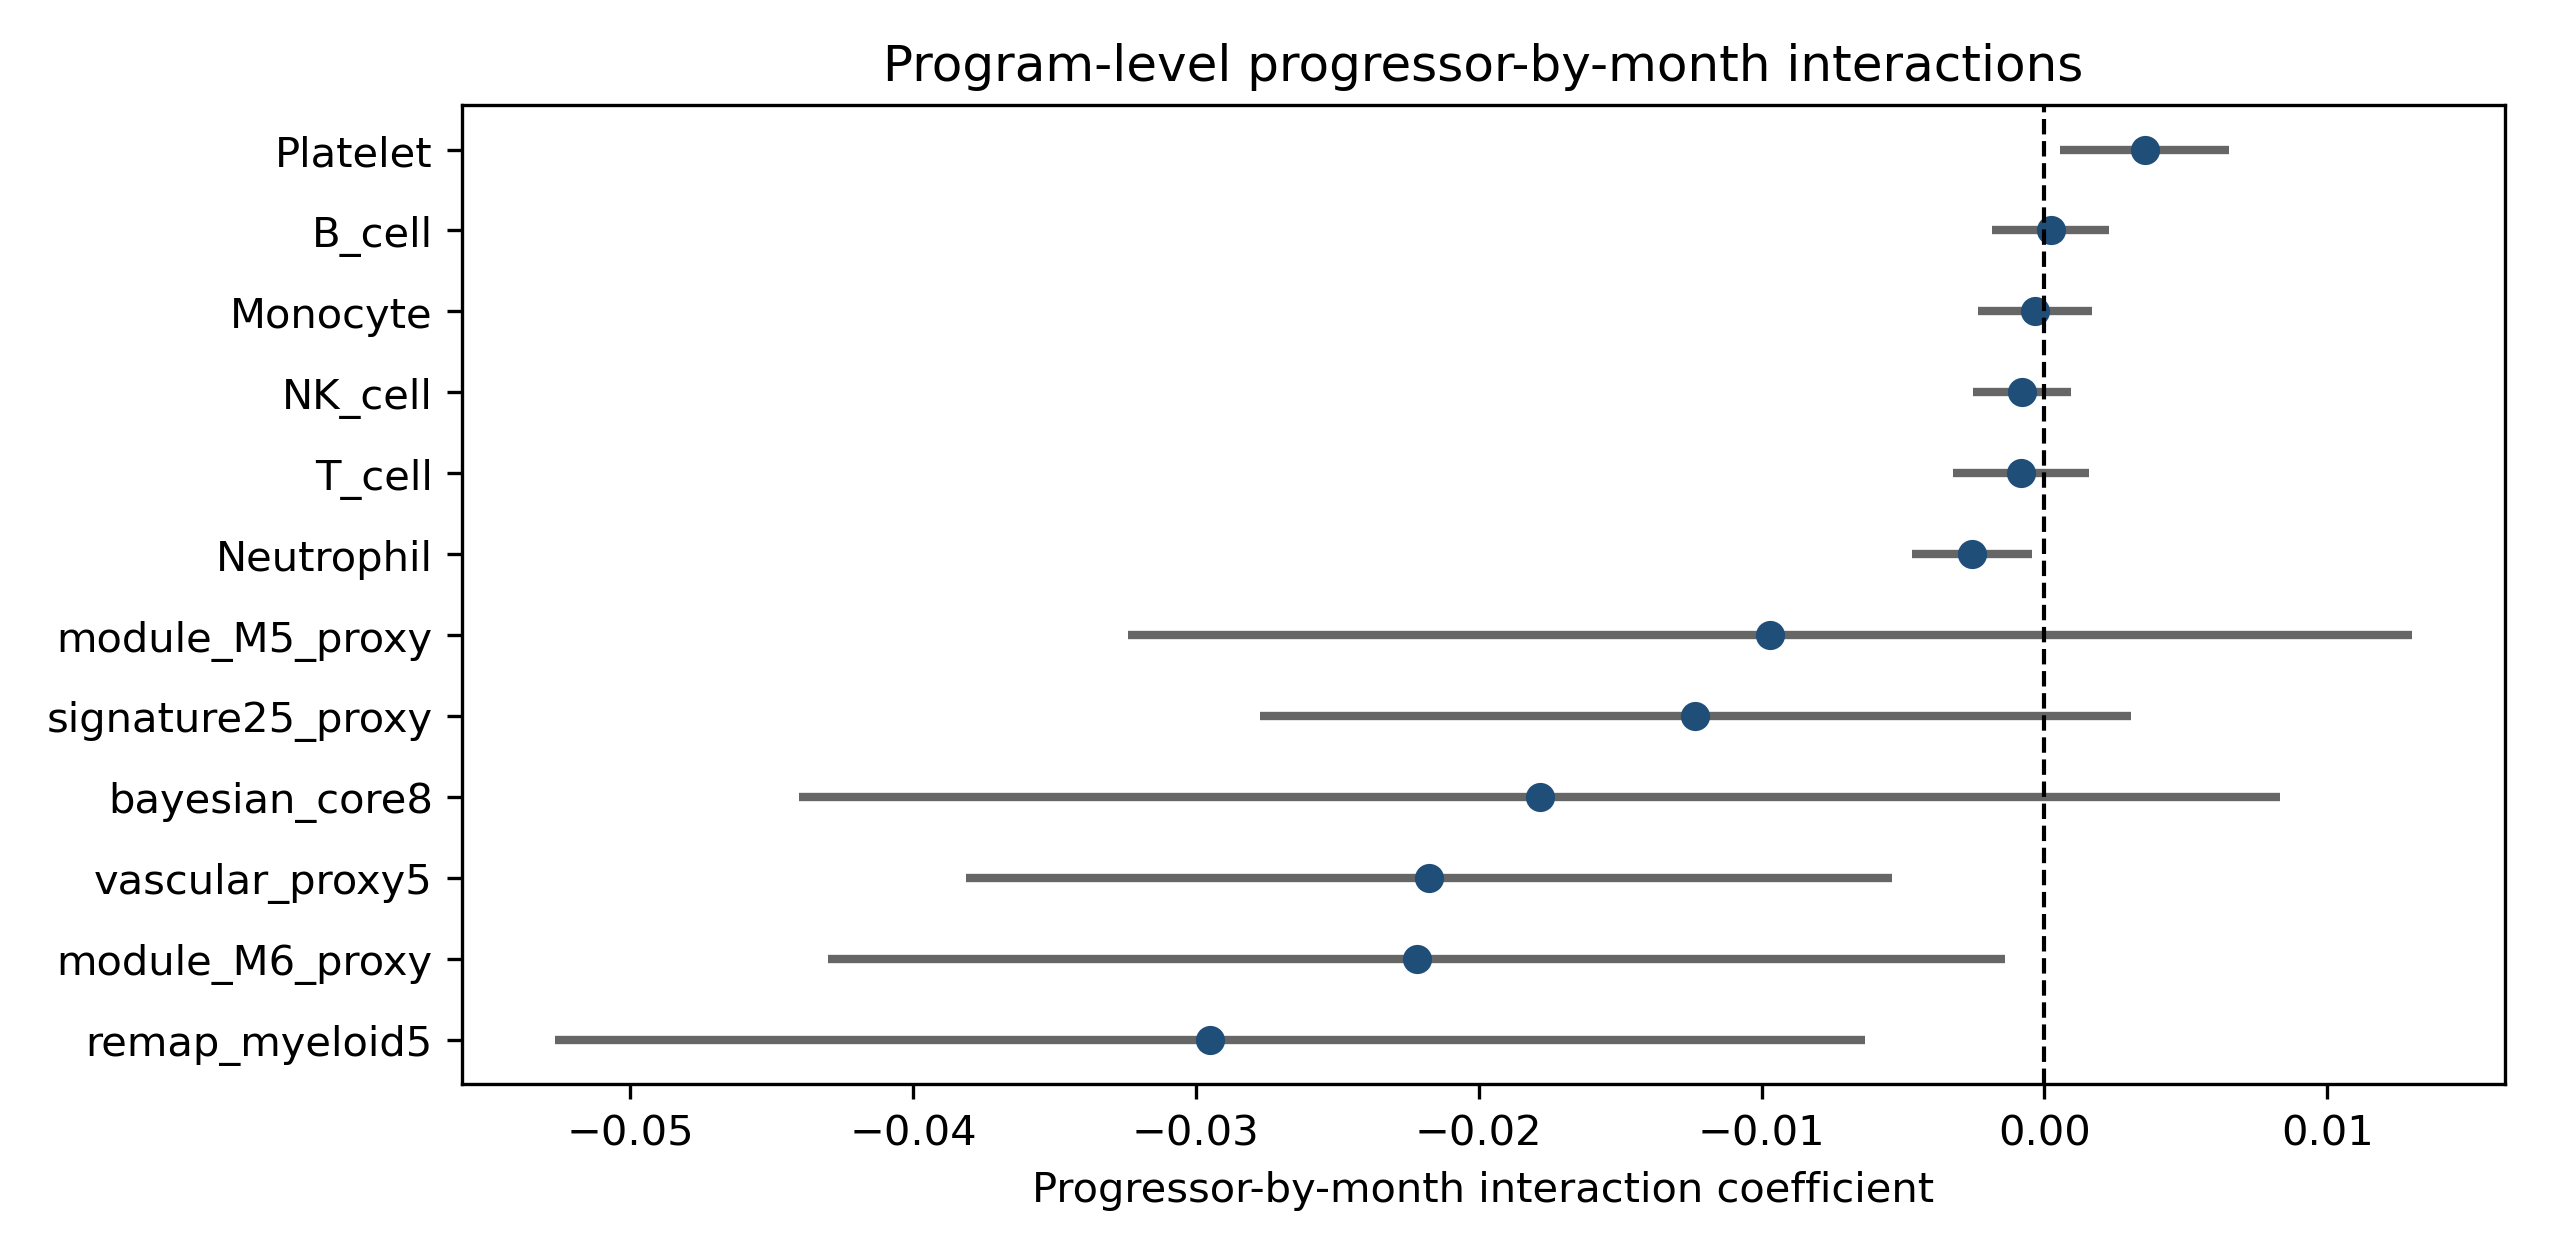 Program-level progressor-by-month interactions
Platelet
B_cell
Monocyte
NK_cell
T_cell
Neutrophil
module_M5_proxy
signature25_proxy
bayesian_core8
vascular_proxy5
module_M6_proxy
remap_myeloid5
−0.05 −0.04 −0.03 −0.02 −0.01 0.00 0.01
Progressor-by-month interaction coefficient